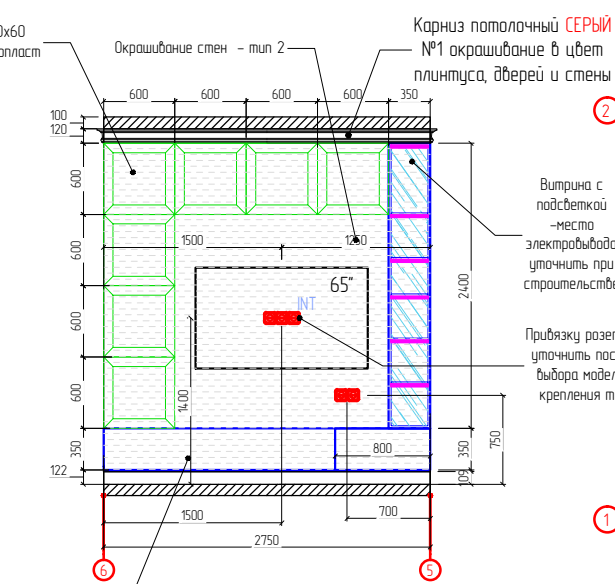 0х60
опласт
Окрашивание стен – тип 2
Карниз потолочный СЕРЫЙ
№1 окрашивание в цвет
плинтуса, дверей и стены
2
600
600
600
600
350
100
120
600
600
600
600
350
122
1500
1250
65"
INT
2400
1400
Витрина с
подсветкой
–место
электровывода
уточнить при
строительстве
Привязку розет
уточнить пос
выбора модел
крепления т
750
350
109
800
1500
700
2750
1
6
5